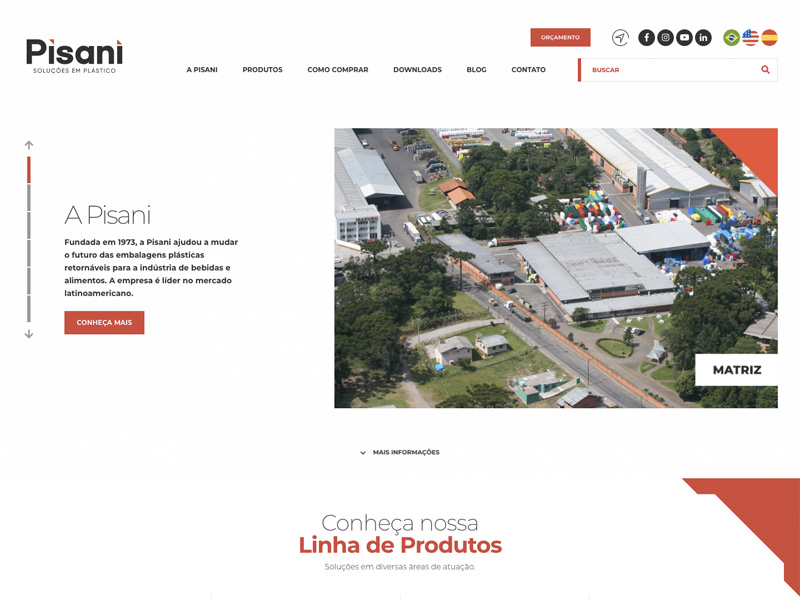 Pisani
SOLUÇÕES EM PLÁSTICO
ORÇAMENTO
A PISANI
PRODUTOS
COMO COMPRAR
DOWNLOADS
BLOG
CONTATO
BUSCAR
A Pisani
Fundada em 1973, a Pisani ajudou a mudar
o futuro das embalagens plásticas
retornáveis para a indústria de bebidas e
alimentos. A empresa é líder no mercado
latinoamericano.
CONHEÇA MAIS
MATRIZ
MAIS INFORMAÇÕES
Conheça nossa
Linha de Produtos
Soluções em diversas áreas de atuação.